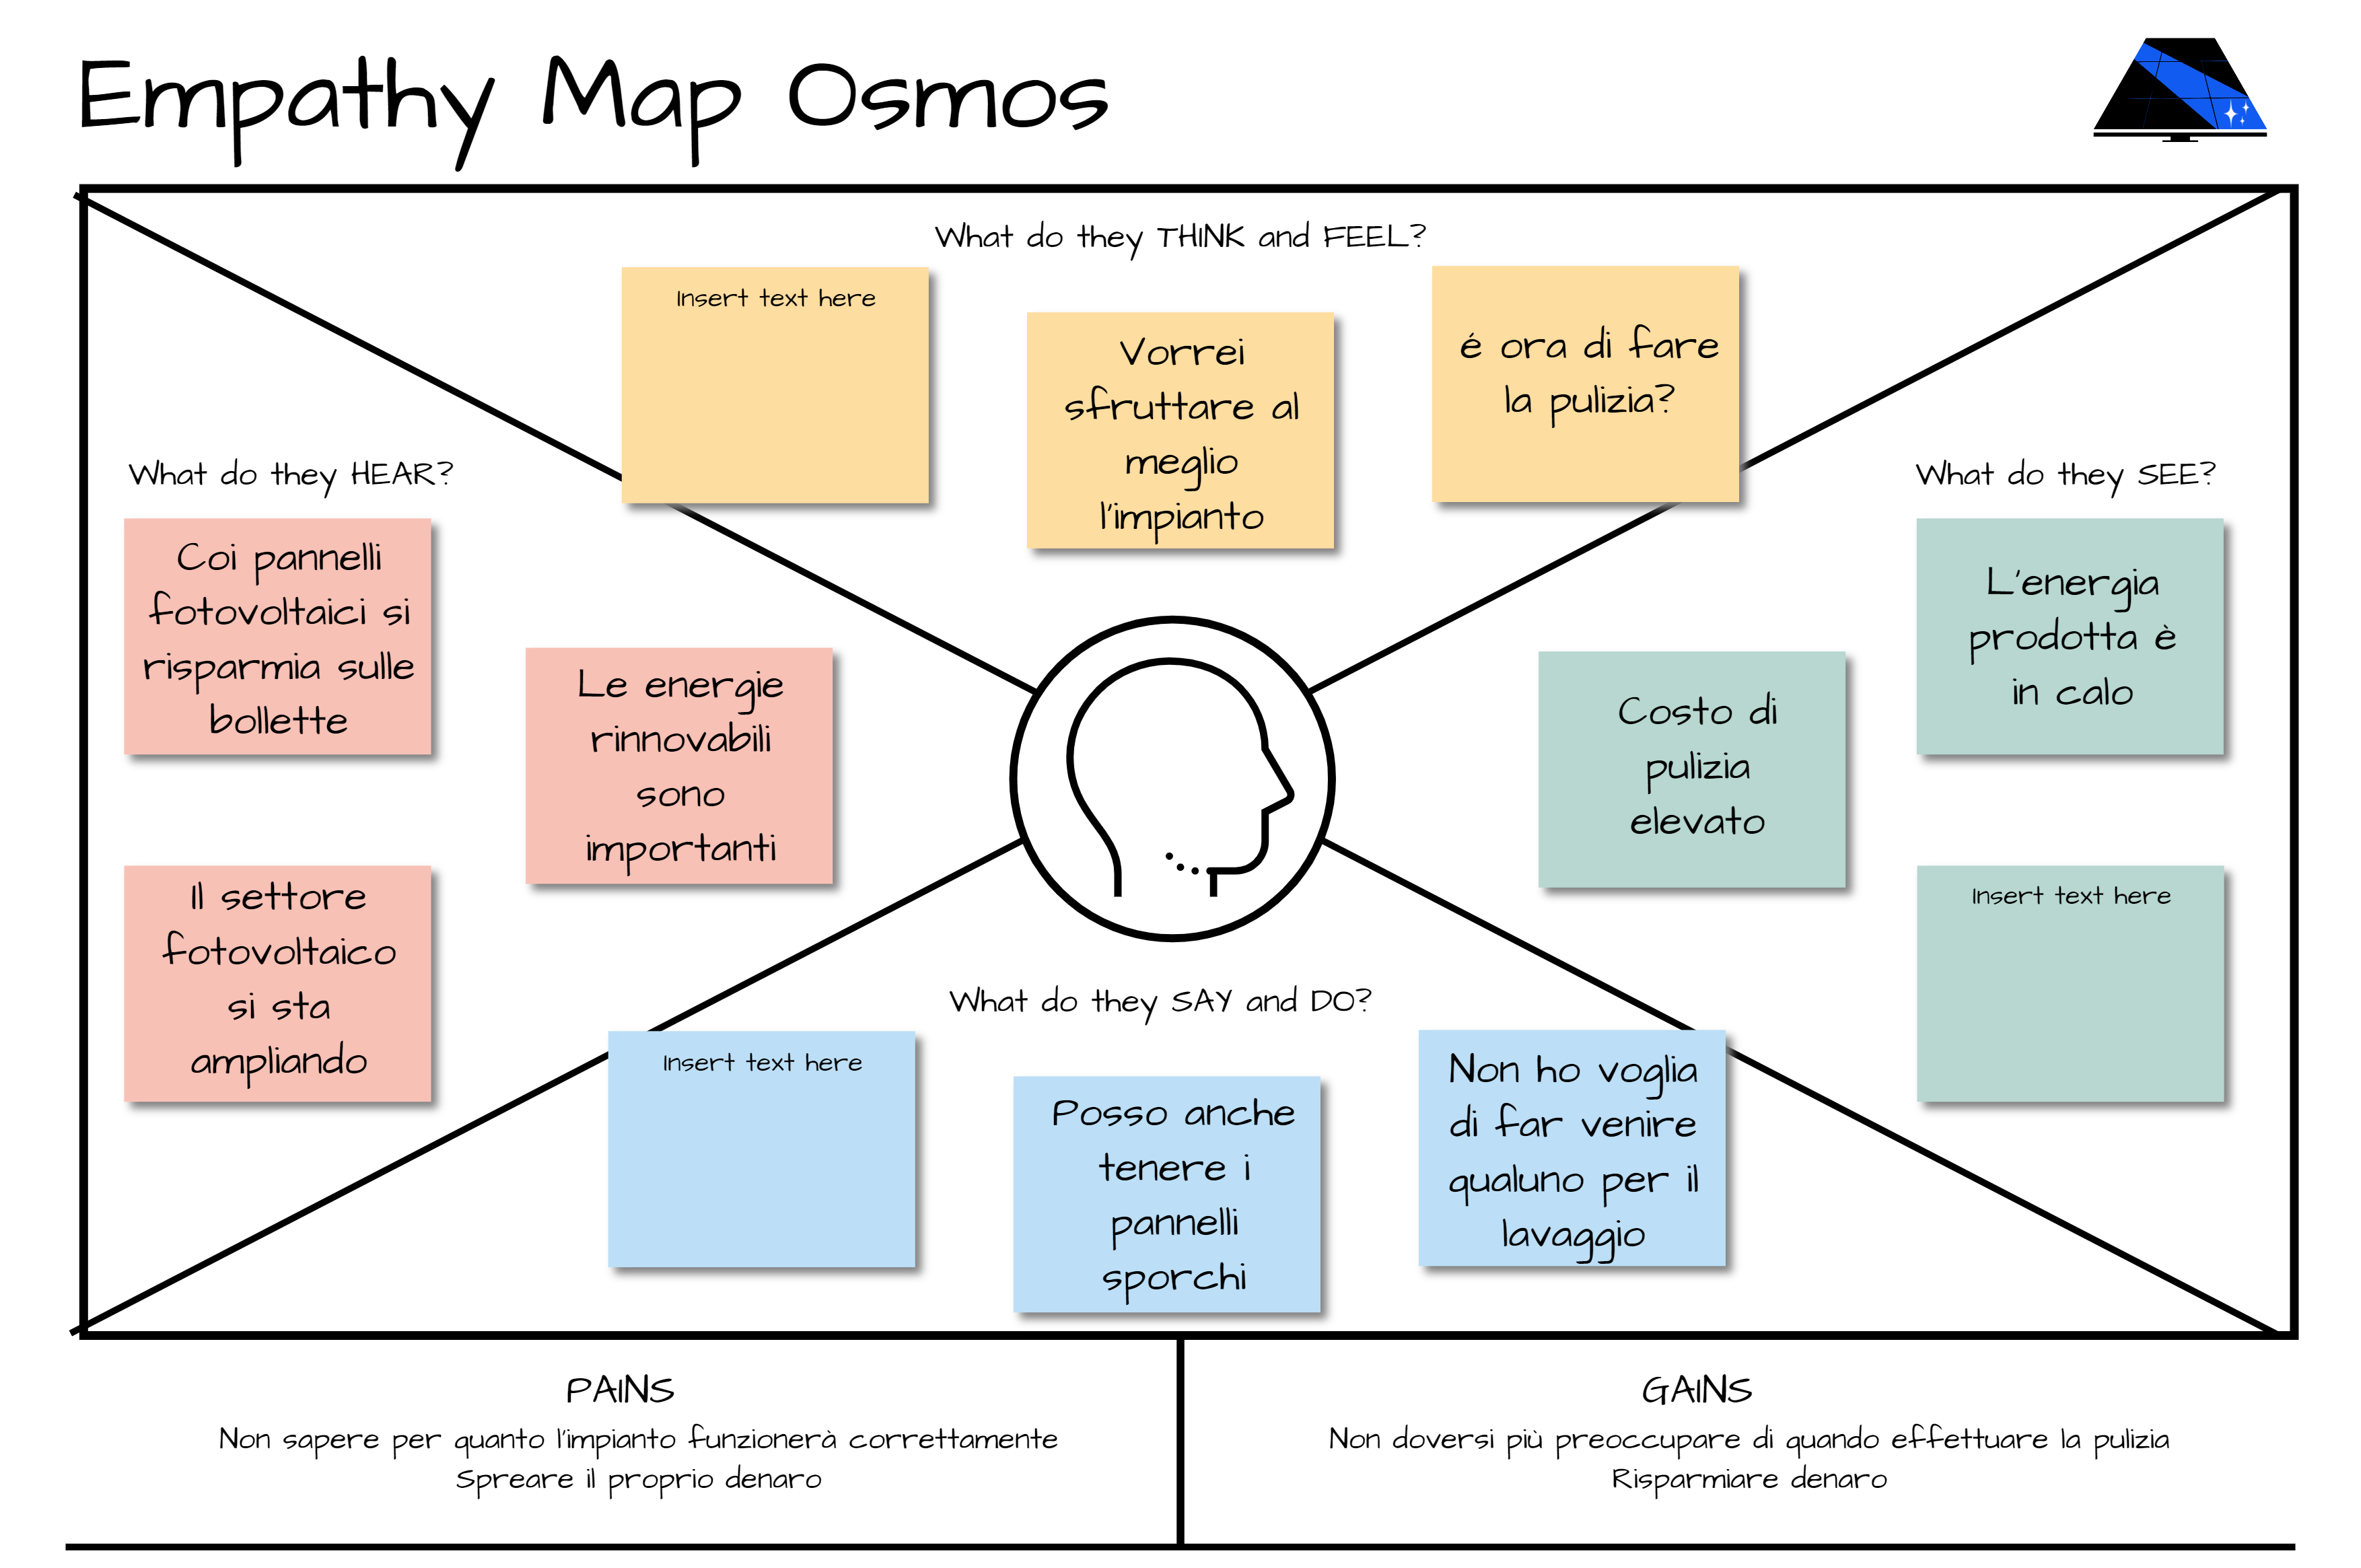 Empathy Map Osmos
What do they THINK and FEEL?
Insert text here
Vorrei
sfruttare al
meglio
l'impianto
é ora di fare
la pulizia?
What do they HEAR?
Coi pannelli
fotovoltaici si
risparmia sulle
bollette
Le energie
rinnovabili
sono
importanti
Il settore
fotovoltaico
si sta
ampliando
What do they SEE?
L'energia
prodotta è
in calo
Costo di
pulizia
elevato
Insert text here
What do they SAY and DO?
Insert text here
Posso anche
tenere i
pannelli
sporchi
Non ho voglia
di far venire
qualuno per il
lavaggio
PAINS
Non sapere per quanto l'impianto funzionerà correttamente
Spreare il proprio denaro
GAINS
Non doversi più preoccupare di quando effettuare la pulizia
Risparmiare denaro